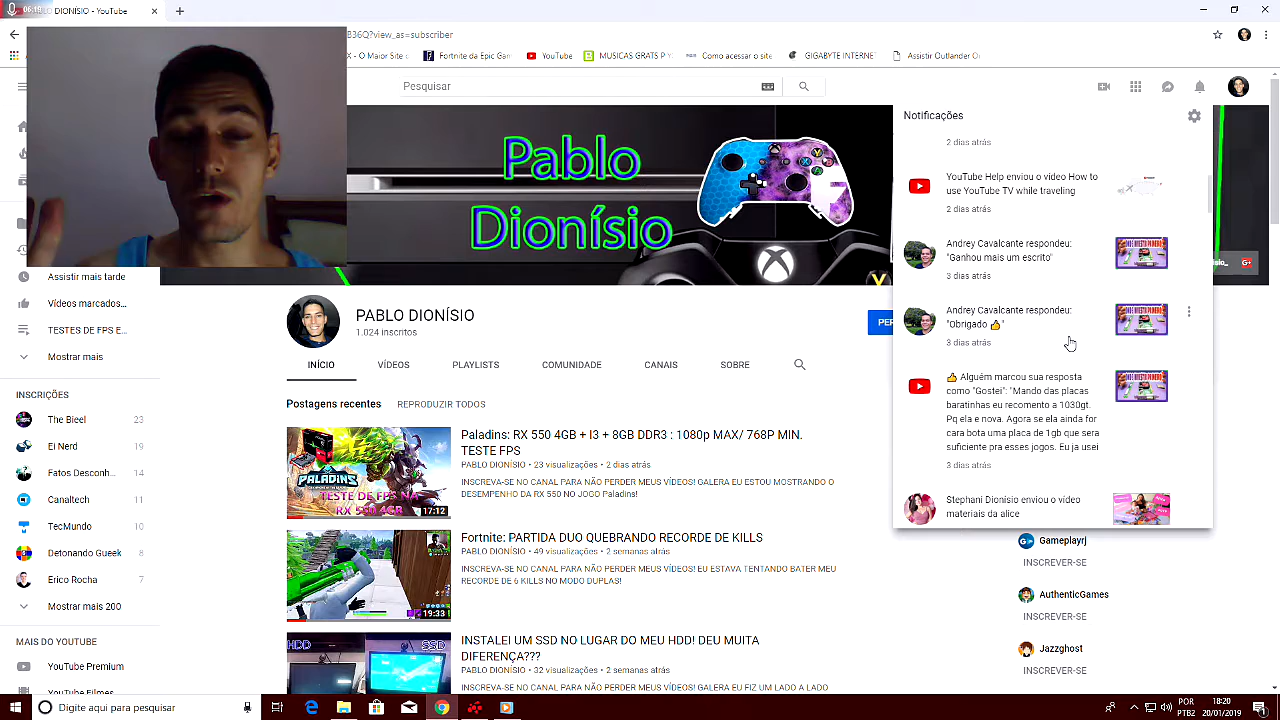 DIONÍSIO - YouTube
B36Q?view_as=subscriber
X - O Maior Site
Fortnite da Epic Gam
YouTube
MUSICAS GRATS P
Como acessar o site
GIGABYTE INTERNE
Assistir Outlander O
Pesquisar
Pablo
Dionísio
Notificações
2 dias atrás
YouTube Help enviou o vídeo How to
use YouTube TV while traveling
2 dias atrás
Andrey Cavalcante respondeu:
"Ganhou mais um escrito"
3 dias atrás
Andrey Cavalcante respondeu:
"Obrigado 👍"
3 dias atrás
👍 Alguém marcou sua resposta
como "Gostei": "Mando das placas
baratinhas eu recomento a 1030gt.
Pq ela e nova. Agora se ela ainda for
cara bota uma placa de 1gb que sera
suficiente pra esses jogos. Eu ja usei
3 dias atrás
Stephani Dionísio enviou o vídeo
materiais da alice
Assistir mais tarde
Vídeos marcados...
TESTES DE FPS E...
Mostrar mais
INSCRIÇÕES
The Bieel 23
Ei Nerd 19
Fatos Desconh... 14
Canaltech 11
TecMundo 10
Detonando Gueek 8
Erico Rocha 7
Mostrar mais 200
MAIS DO YOUTUBE
YouTube Premium
YouTube Filmes
PABLO DIONÍSIO
1.024 inscritos
PER
INÍCIO VÍDEOS PLAYLISTS COMUNIDADE CANAIS SOBRE
Postagens recentes REPRODUZIR TODOS
PALADINS
TESTE DE FPS NA
RX 550 4GB
17:12
Paladins: RX 550 4GB + I3 + 8GB DDR3 : 1080p MAX/ 768P MIN.
TESTE FPS
PABLO DIONÍSIO • 23 visualizações • 2 dias atrás
INSCREVA-SE NO CANAL PARA NÃO PERDER MEUS VÍDEOS! GALERA EU ESTOU MOSTRANDO O
DESEMPENHO DA RX 550 NO JOGO Paladins!
19:33
Fortnite: PARTIDA DUO QUEBRANDO RECORDE DE KILLS
PABLO DIONÍSIO • 49 visualizações • 2 semanas atrás
INSCREVA-SE NO CANAL PARA NÃO PERDER MEUS VÍDEOS! EU ESTAVA TENTANDO BATER MEU
RECORDE DE 6 KILLS NO MODO DUPLAS!
HDD SSD
INSTALEI UM SSD NO LUGAR DO MEU HDD! DEU MUITA
DIFERENÇA???
PABLO DIONÍSIO • 32 visualizações • 2 semanas atrás
INSCREVA-SE NO CANAL PARA NÃO PERDER MEUS VÍDEOS! EU FIZ UM LADO A LADO
Gameplayrj
INSCREVER-SE
AuthenticGames
INSCREVER-SE
Jazzghost
INSCREVER-SE
Digite aqui para pesquisar
POR
PTB2
18:20
20/01/2019